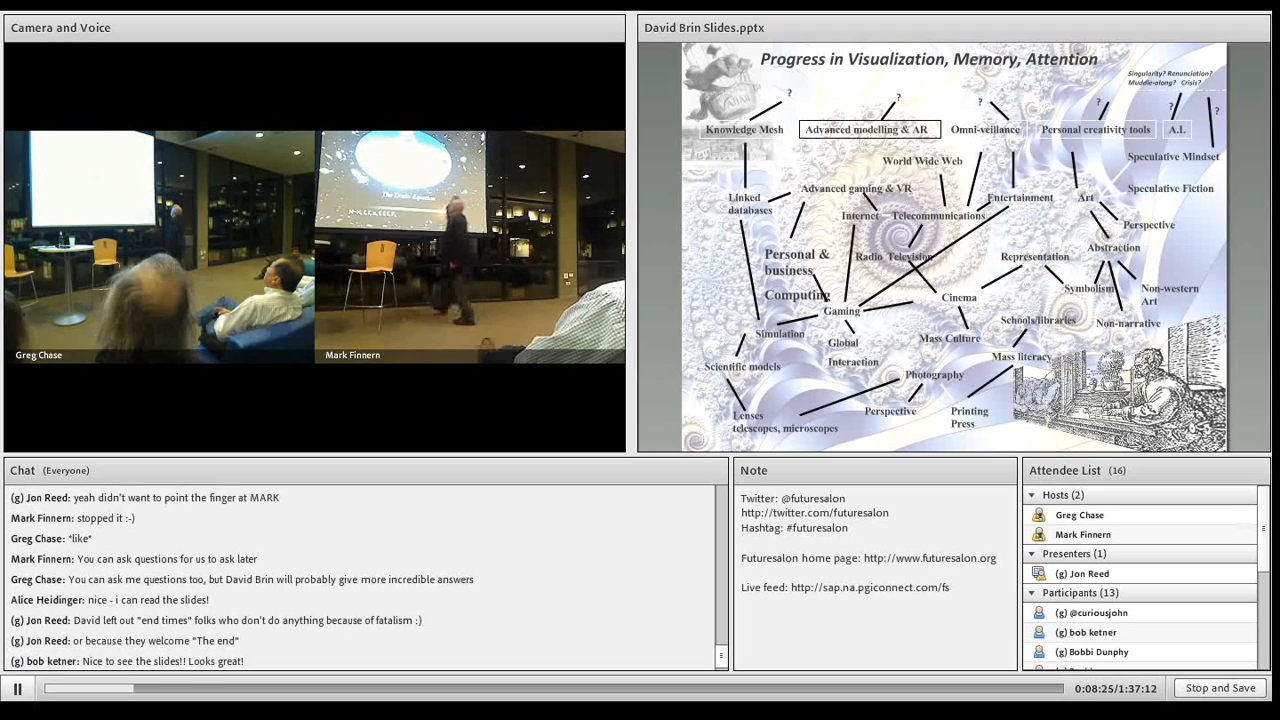 Camera and Voice
Greg Chase
Mark Finnern
The Drake Equation
David Brin Slides.pptx
Progress in Visualization, Memory, Attention
Singularity? Renunciation?
Muddle-along? Crisis?
? ? ? ? ? ?
Knowledge Mesh
Advanced modelling & AR
Omni-veillance
Personal creativity tools
A.I.
Speculative Mindset
World Wide Web
Speculative Fiction
Linked
databases
Advanced gaming & VR
Entertainment
Art
Internet
Telecommunications
Perspective
Abstraction
Personal &
business
Computing
Radio
Television
Representation
Symbolism
Non-western
Art
Cinema
Gaming
Schools/libraries
Non-narrative
Simulation
Global
Interaction
Mass Culture
Mass literacy
Scientific models
Photography
Lenses
telescopes, microscopes
Perspective
Printing
Press
Chat (Everyone)
(g) Jon Reed: yeah didn't want to point the finger at MARK
Mark Finnern: stopped it :-)
Greg Chase: *like*
Mark Finnern: You can ask questions for us to ask later
Greg Chase: You can ask me questions too, but David Brin will probably give more incredible answers
Alice Heidinger: nice - i can read the slides!
(g) Jon Reed: David left out "end times" folks who don't do anything because of fatalism :)
(g) Jon Reed: or because they welcome "The end"
(g) bob ketner: Nice to see the slides!! Looks great!
Note
Twitter: @futuresalon
http://twitter.com/futuresalon
Hashtag: #futuresalon
Futuresalon home page: http://www.futuresalon.org
Live feed: http://sap.na.pgiconnect.com/fs
Attendee List (16)
Hosts (2)
Greg Chase
Mark Finnern
Presenters (1)
(g) Jon Reed
Participants (13)
(g) @curiousjohn
(g) bob ketner
(g) Bobbi Dunphy
0:08:25/1:37:12
Stop and Save